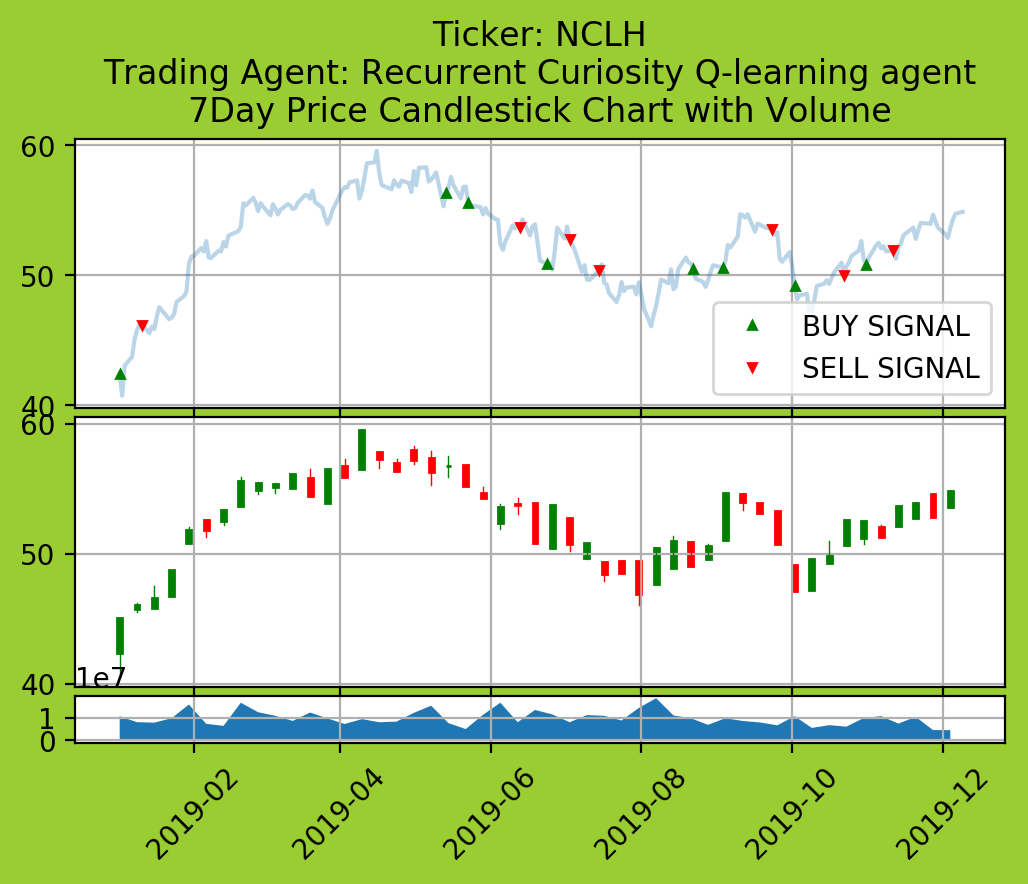 Ticker: NCLH
Trading Agent: Recurrent Curiosity Q-learning agent
7Day Price Candlestick Chart with Volume
60
50
40
BUY SIGNAL
SELL SIGNAL
60
50
40
1e7
1
0
2019-02
2019-04
2019-06
2019-08
2019-10
2019-12